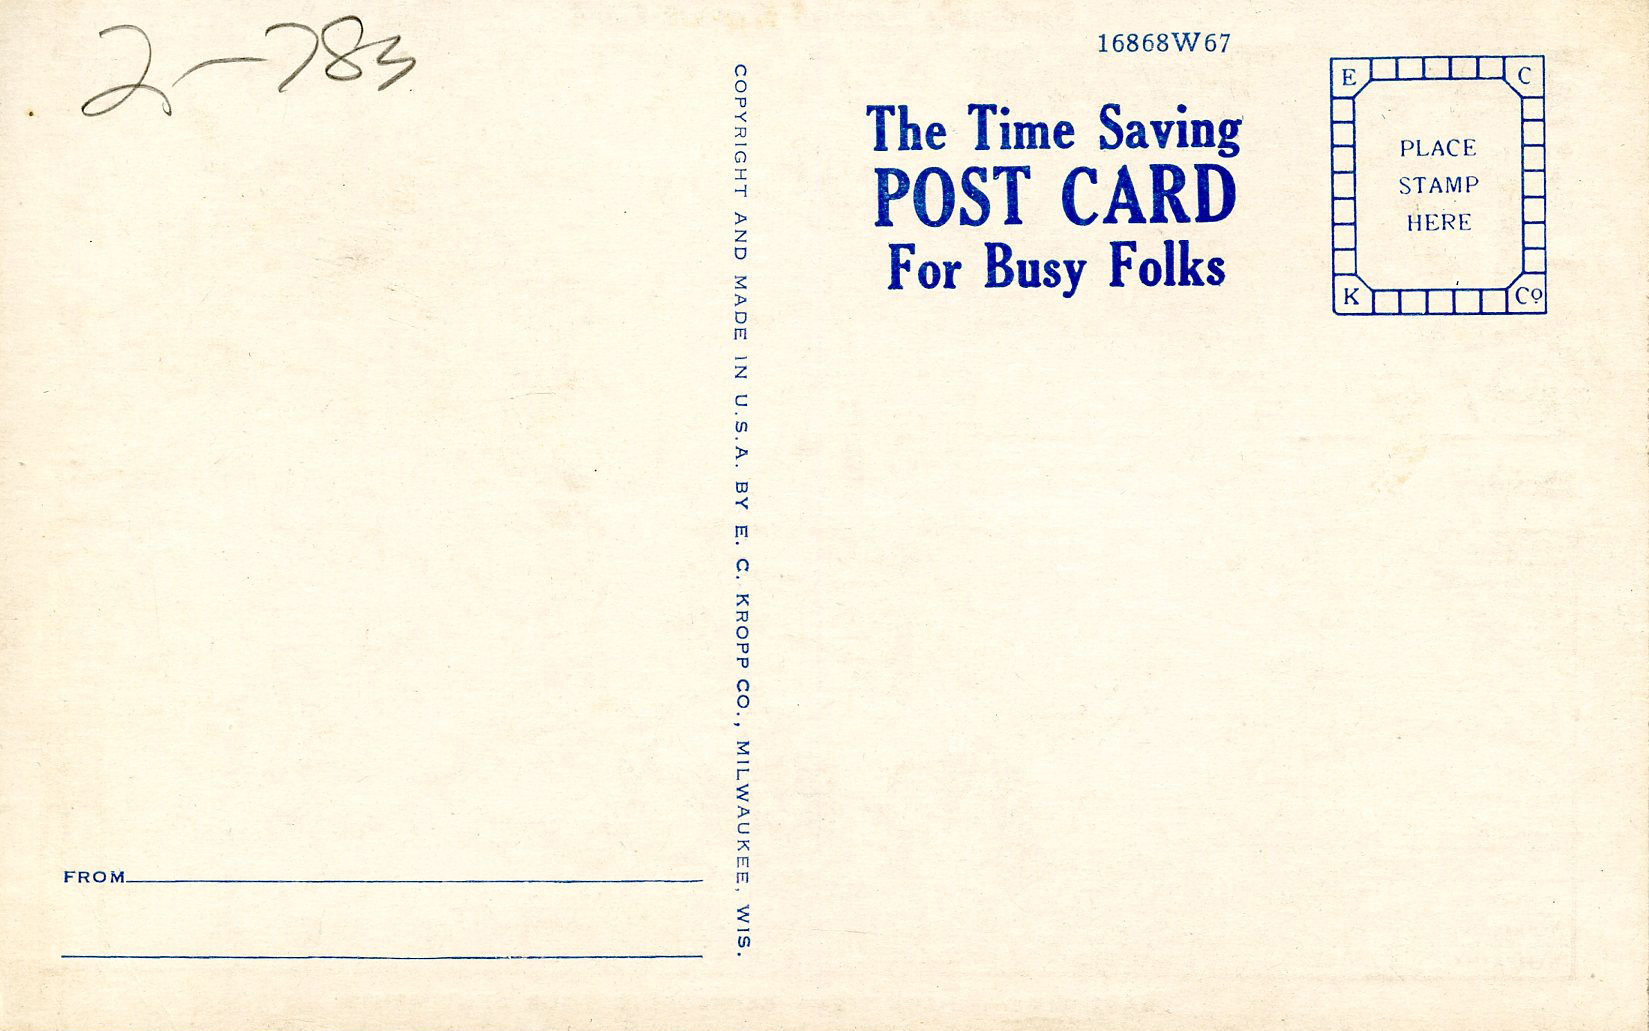 2-783
16868W67
The Time Saving
POST CARD
For Busy Folks
E C
PLACE
STAMP
HERE
K Cº
COPYRIGHT AND MADE IN U.S.A. BY E. C. KROPP CO., MILWAUKEE, WIS.
FROM